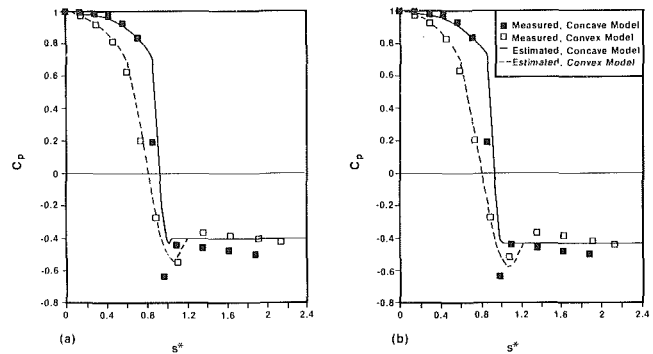 1
0.8
0.6
0.4
0.2
0
-0.2
-0.4
-0.6
-0.8
Cp
0 0.4 0.8 1.2 1.6 2.0 2.4
(a)
s*
1
0.8
0.6
0.4
0.2
0
-0.2
-0.4
-0.6
-0.8
Cp
0 0.4 0.8 1.2 1.6 2.0 2.4
(b)
s*
Measured, Concave Model
Measured, Convex Model
Estimated, Concave Model
Estimated, Convex Model